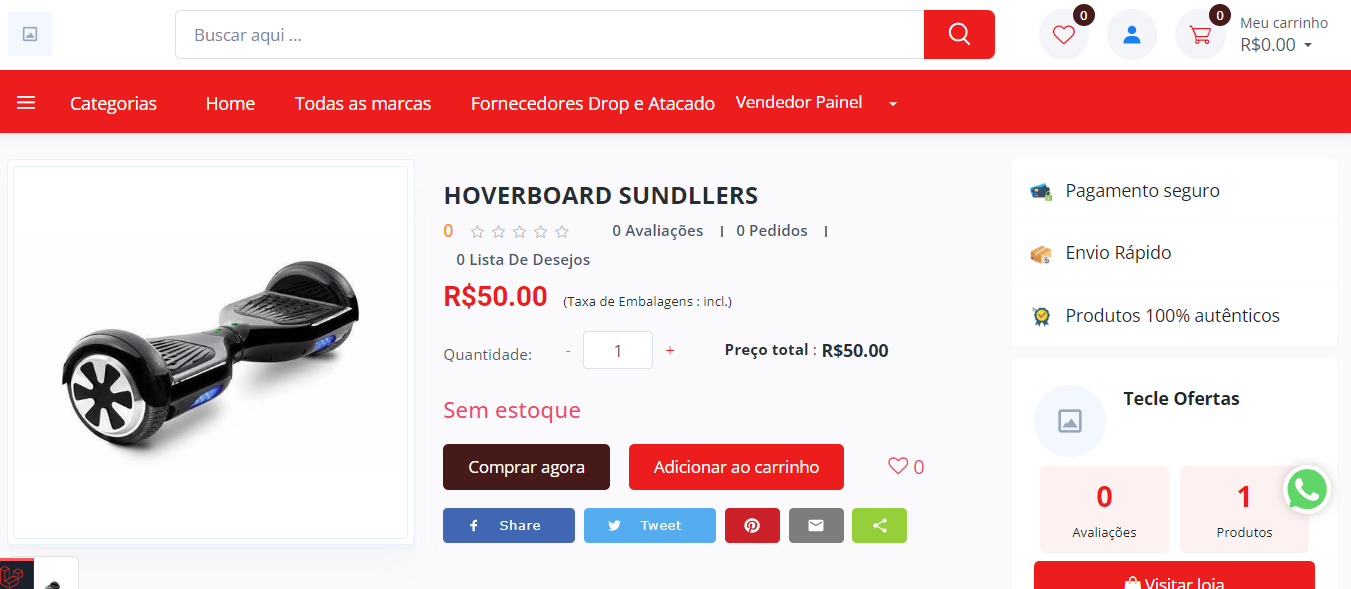 Buscar aqui ...
0
0
Meu carrinho
R$0.00
Categorias
Home
Todas as marcas
Fornecedores Drop e Atacado
Vendedor Painel
HOVERBOARD SUNDLLERS
0
0 Avaliações | 0 Pedidos |
0 Lista De Desejos
R$50.00 (Taxa de Embalagens : incl.)
Quantidade: - 1 + Preço total : R$50.00
Sem estoque
Comprar agora
Adicionar ao carrinho
0
Share
Tweet
Pagamento seguro
Envio Rápido
Produtos 100% autênticos
Tecle Ofertas
0
Avaliações
1
Produtos
Visitar loja